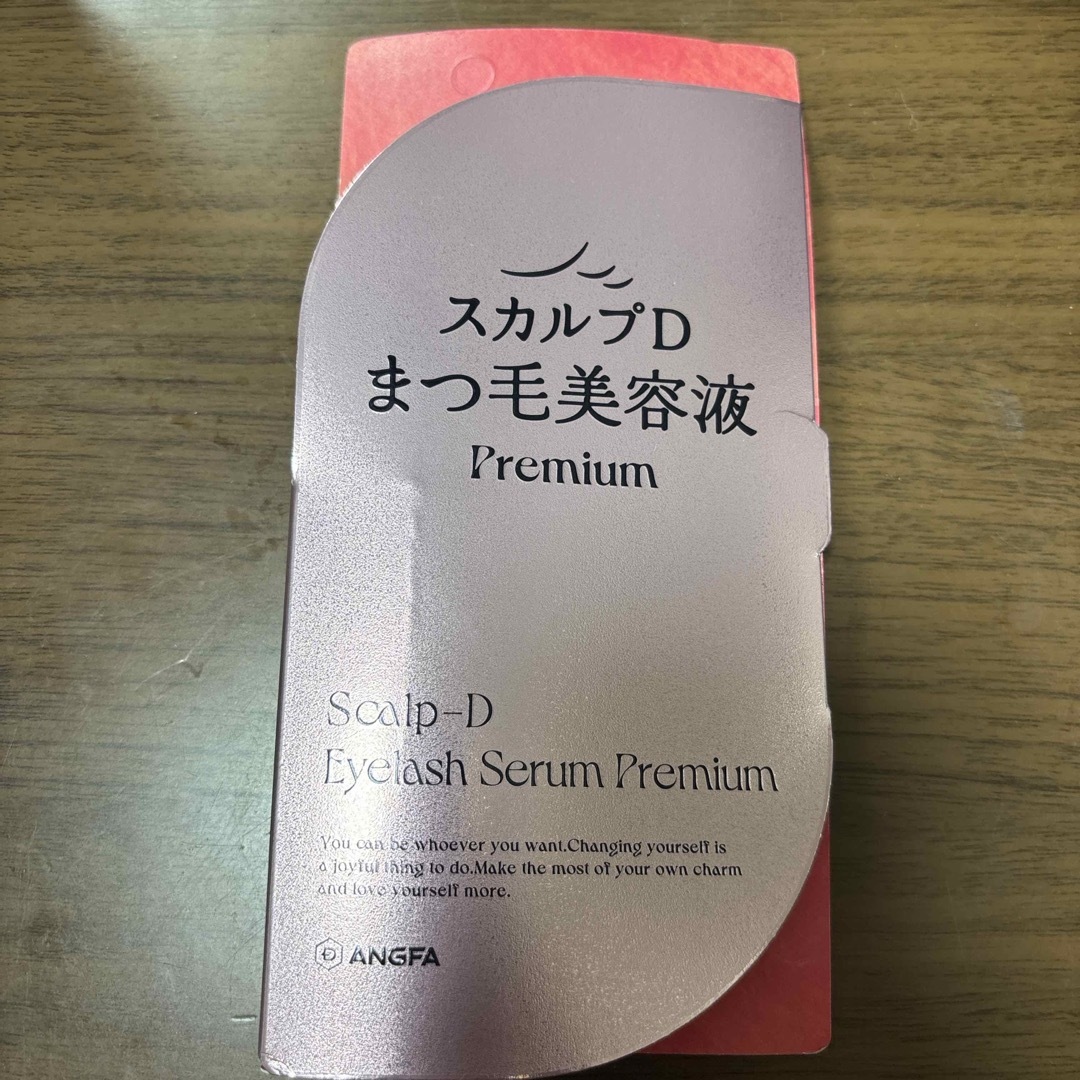 スカルプD
まつ毛美容液
Premium
Scalp-D
Eyelash Serum Premium
You can be whoever you want.Changing yourself is
a joyful thing to do.Make the most of your own charm
and love yourself more.
ANGFA